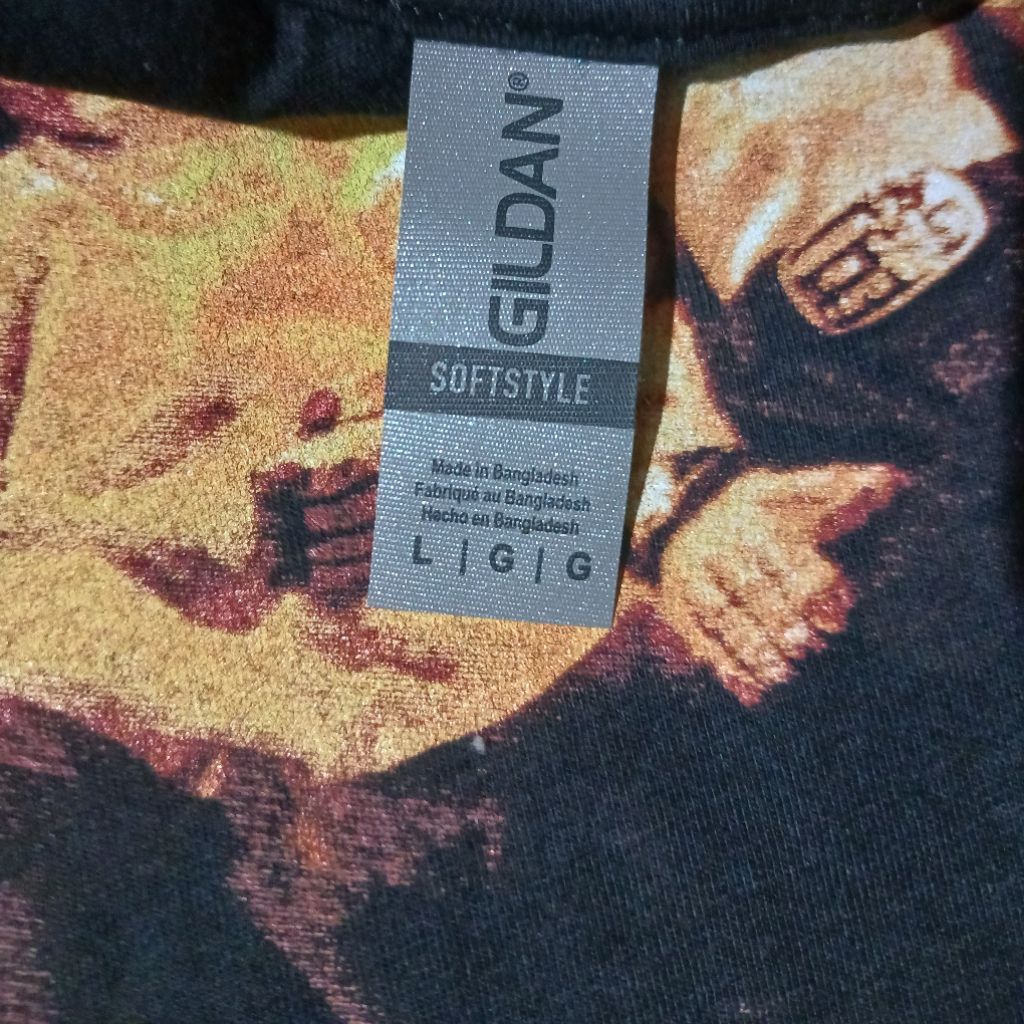 GILDAN®
SOFTSTYLE
Made in Bangladesh
Fabriqué au Bangladesh
Hecho en Bangladesh
L | G | G